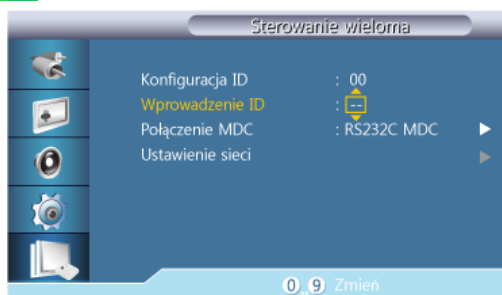 Sterowanie wieloma
Konfiguracja ID : 00
Wprowadzenie ID : --
Połączenie MDC : RS232C MDC
Ustawienie sieci
0..9 Zmień